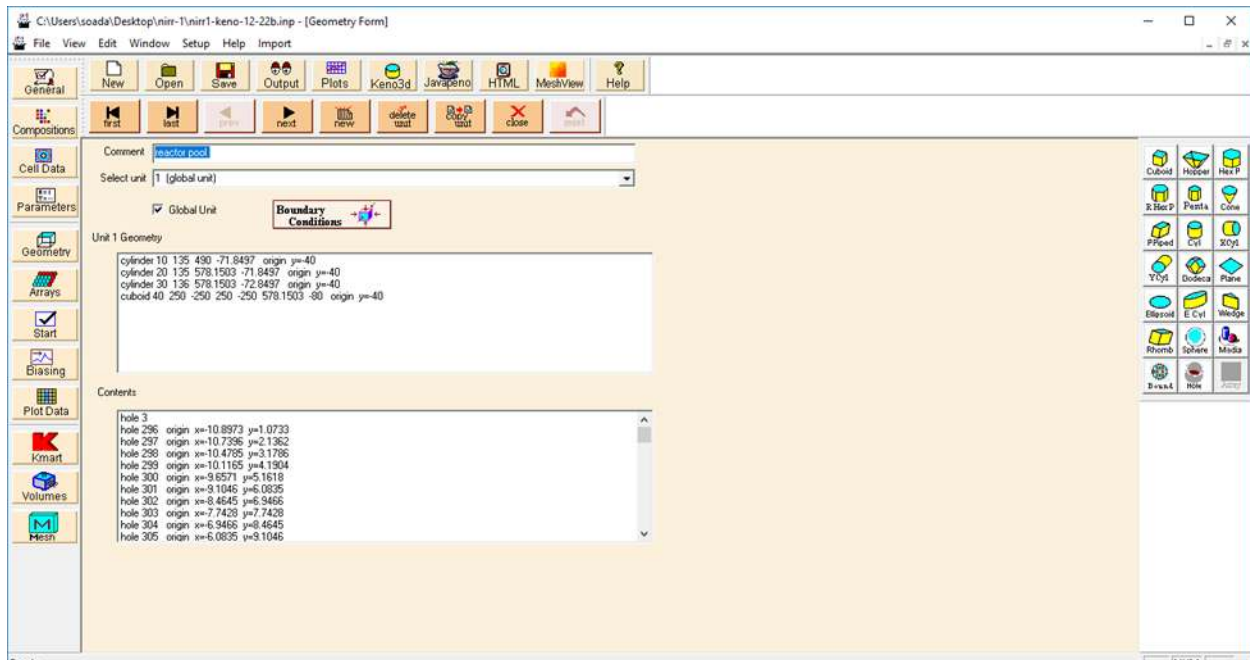 C:\Users\soada\Desktop\nirr-1\nirr1-keno-12-22b.inp - [Geometry Form]
File View Edit Window Setup Help Import
General
New Open Save Output Plots Keno3d Javapeno HTML MeshView Help
Compositions
first last prev next new delete unit copy unit close
Cell Data
Comment reactor pool
Select unit 1 (global unit)
Parameters
Global Unit
Boundary Conditions
Geometry
Unit 1 Geometry
cylinder 10 135 490 -71.8497 origin y=-40
cylinder 20 135 578.1503 -71.8497 origin y=-40
cylinder 30 136 578.1503 -72.8497 origin y=-40
cuboid 40 250 -250 250 -250 578.1503 -80 origin y=-40
Arrays
Start
Biasing
Plot Data
Contents
hole 3
hole 296 origin x=-10.8973 y=1.0733
hole 297 origin x=-10.7396 y=2.1362
hole 298 origin x=-10.4785 y=3.1786
hole 299 origin x=-10.1165 y=4.1904
hole 300 origin x=-9.6571 y=5.1618
hole 301 origin x=-9.1046 y=6.0835
hole 302 origin x=-8.4645 y=6.9466
hole 303 origin x=-7.7428 y=7.7428
hole 304 origin x=-6.9466 y=8.4645
hole 305 origin x=-6.0835 y=9.1046
Kmart
Volumes
M
Mesh
Cuboid Hopper Hex P
R Hex P Penta Cone
PPiped Cyl XCyl
YCyl Dodeca Plane
Ellipsoid E Cyl Wedge
Rhomb Sphere Media
Hole Array